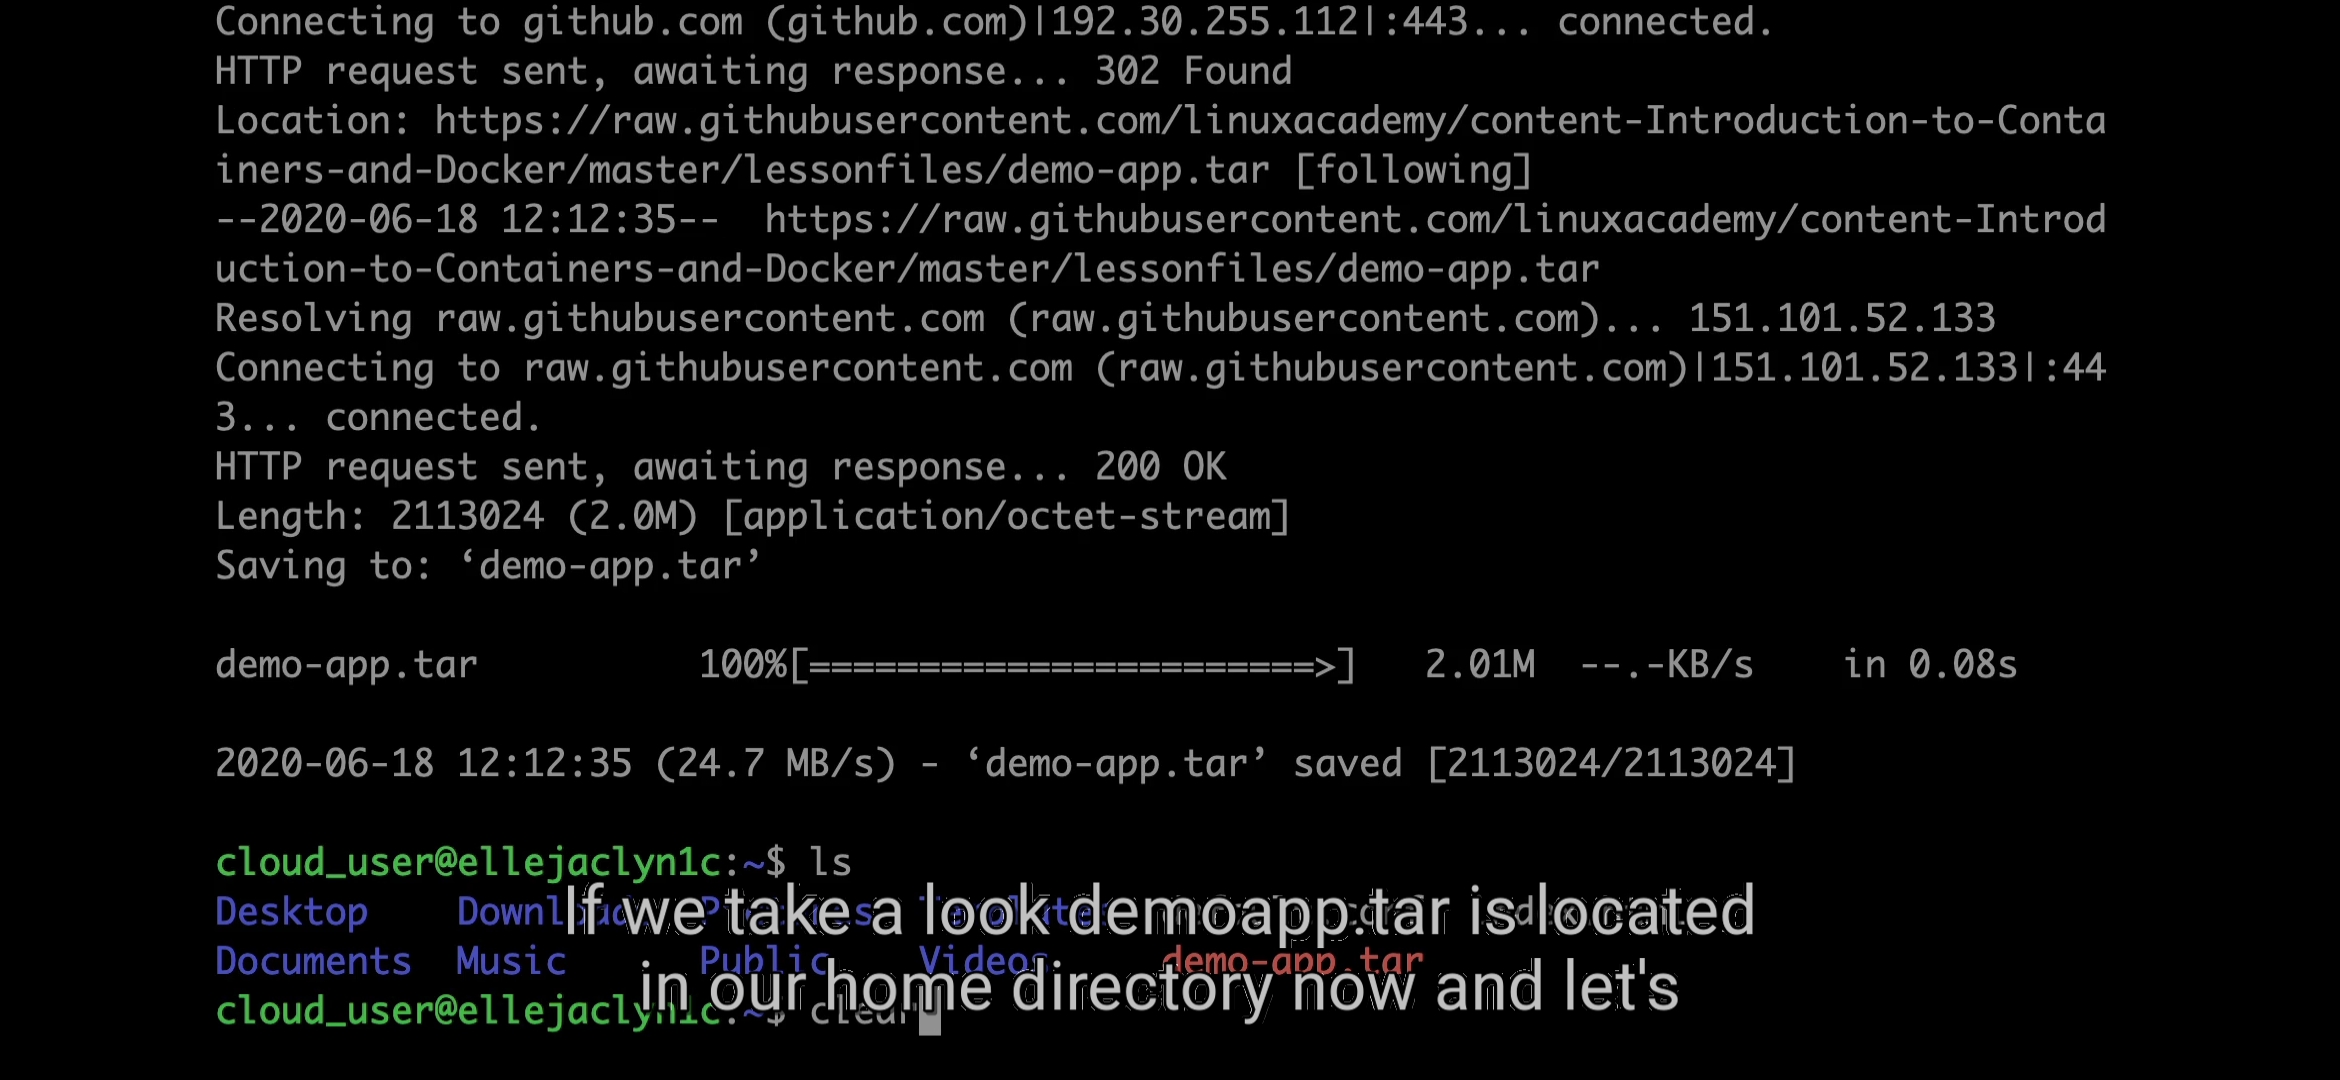 Connecting to github.com (github.com)|192.30.255.112|:443... connected.
HTTP request sent, awaiting response... 302 Found
Location: https://raw.githubusercontent.com/linuxacademy/content-Introduction-to-Conta
iners-and-Docker/master/lessonfiles/demo-app.tar [following]
--2020-06-18 12:12:35--  https://raw.githubusercontent.com/linuxacademy/content-Introd
uction-to-Containers-and-Docker/master/lessonfiles/demo-app.tar
Resolving raw.githubusercontent.com (raw.githubusercontent.com)... 151.101.52.133
Connecting to raw.githubusercontent.com (raw.githubusercontent.com)|151.101.52.133|:44
3... connected.
HTTP request sent, awaiting response... 200 OK
Length: 2113024 (2.0M) [application/octet-stream]
Saving to: ‘demo-app.tar’
demo-app.tar          100%[=======================>]   2.01M  --.-KB/s    in 0.08s
2020-06-18 12:12:35 (24.7 MB/s) - ‘demo-app.tar’ saved [2113024/2113024]
cloud_user@ellejaclyn1c:~$ ls
Desktop    Downloads  Pictures  Templates
If we take a look demoapp.tar is located
Documents  Music      Public    Videos     demo-app.tar
in our home directory now and let's
cloud_user@ellejaclyn1c:~$ clear